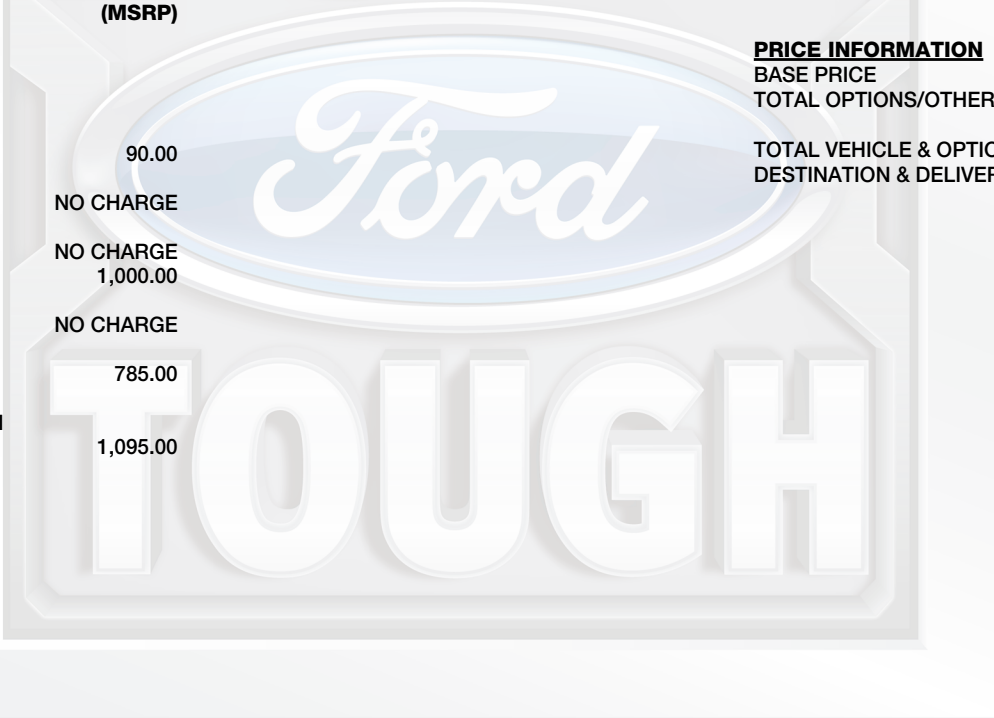 (MSRP)
90.00
NO CHARGE
NO CHARGE
1,000.00
NO CHARGE
785.00
1,095.00
PRICE INFORMATION
BASE PRICE
TOTAL OPTIONS/OTHER
TOTAL VEHICLE & OPTIO
DESTINATION & DELIVER
Ford
TOUGH